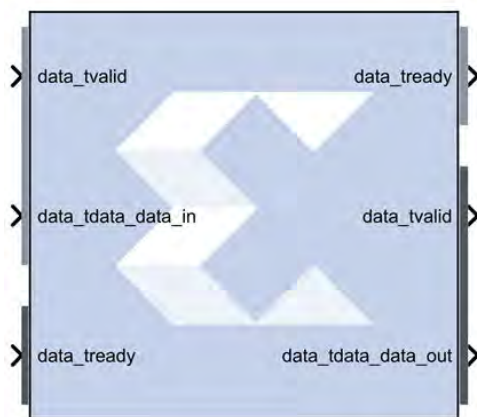 data_tvalid
data_tready
data_tdata_data_in
data_tvalid
data_tready
data_tdata_data_out